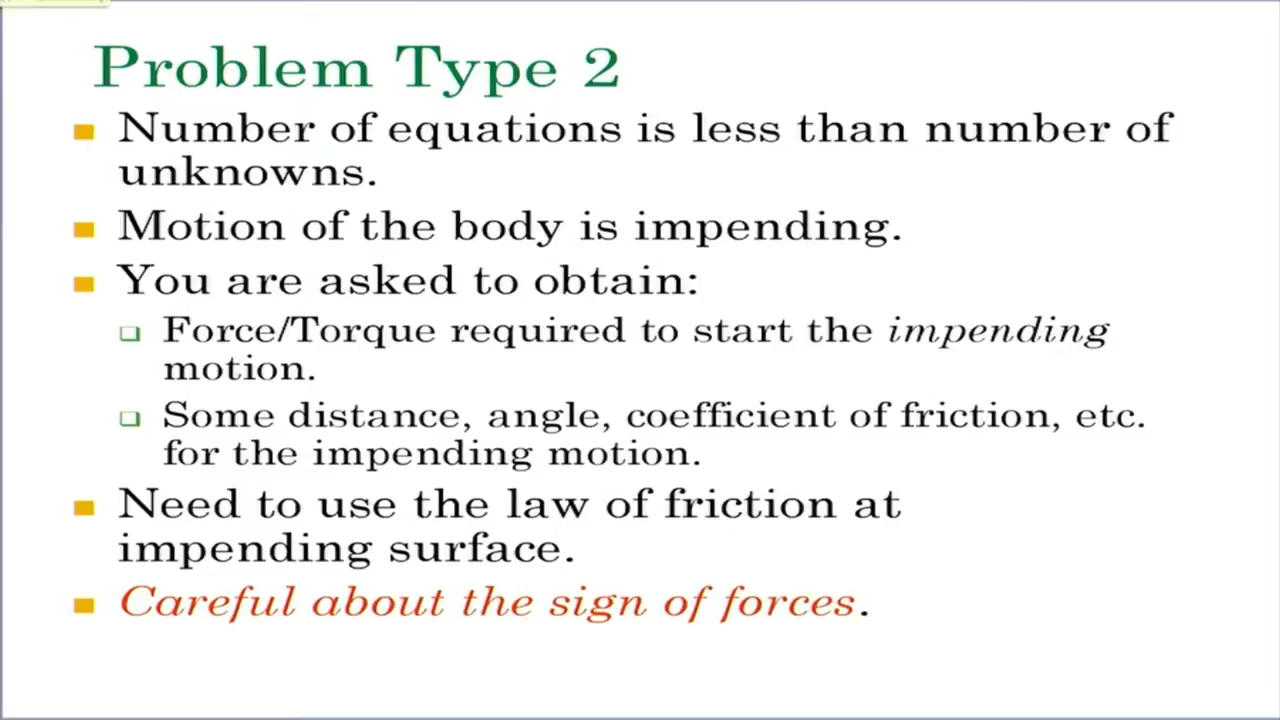 Problem Type 2
Number of equations is less than number of
unknowns.
Motion of the body is impending.
You are asked to obtain:
Force/Torque required to start the impending
motion.
Some distance, angle, coefficient of friction, etc.
for the impending motion.
Need to use the law of friction at
impending surface.
Careful about the sign of forces.